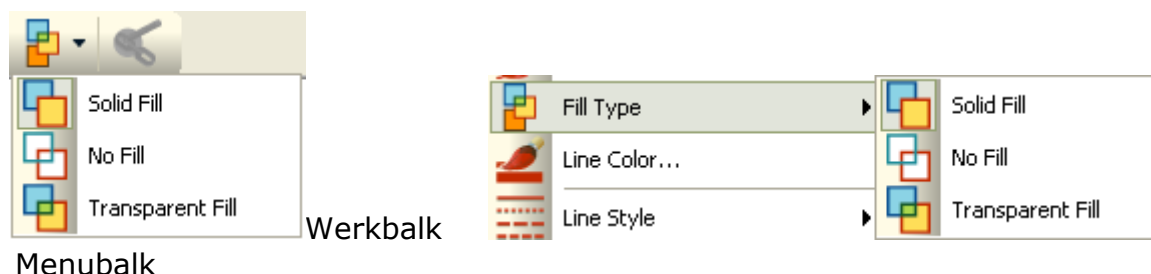 Solid Fill
No Fill
Transparent Fill
Werkbalk
Fill Type
Line Color...
Line Style
Solid Fill
No Fill
Transparent Fill
Menubalk